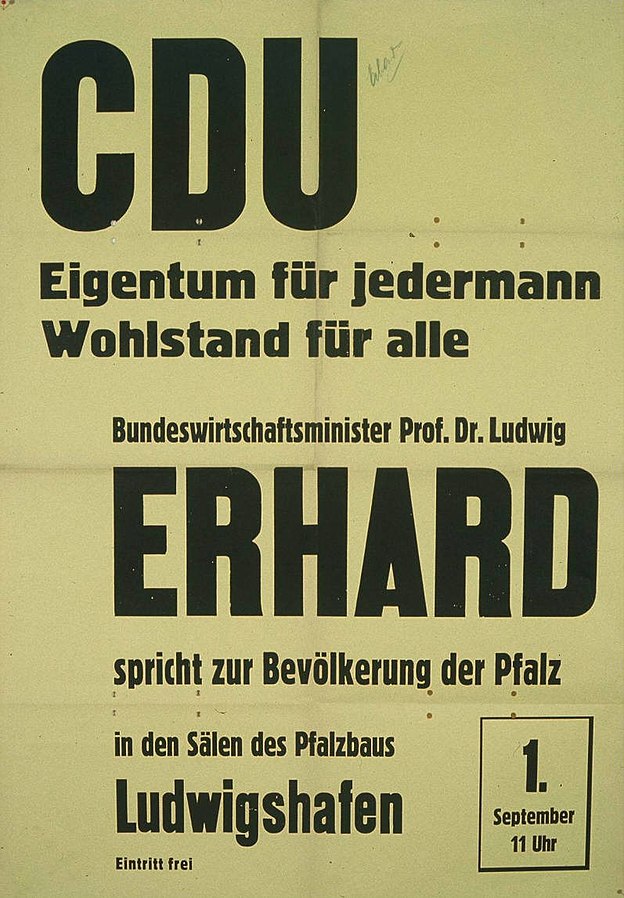 CDU
Eigentum für jedermann
Wohlstand für alle
Bundeswirtschaftsminister Prof. Dr. Ludwig
ERHARD
spricht zur Bevölkerung der Pfalz
in den Sälen des Pfalzbaus
Ludwigshafen
Eintritt frei
1.
September
11 Uhr